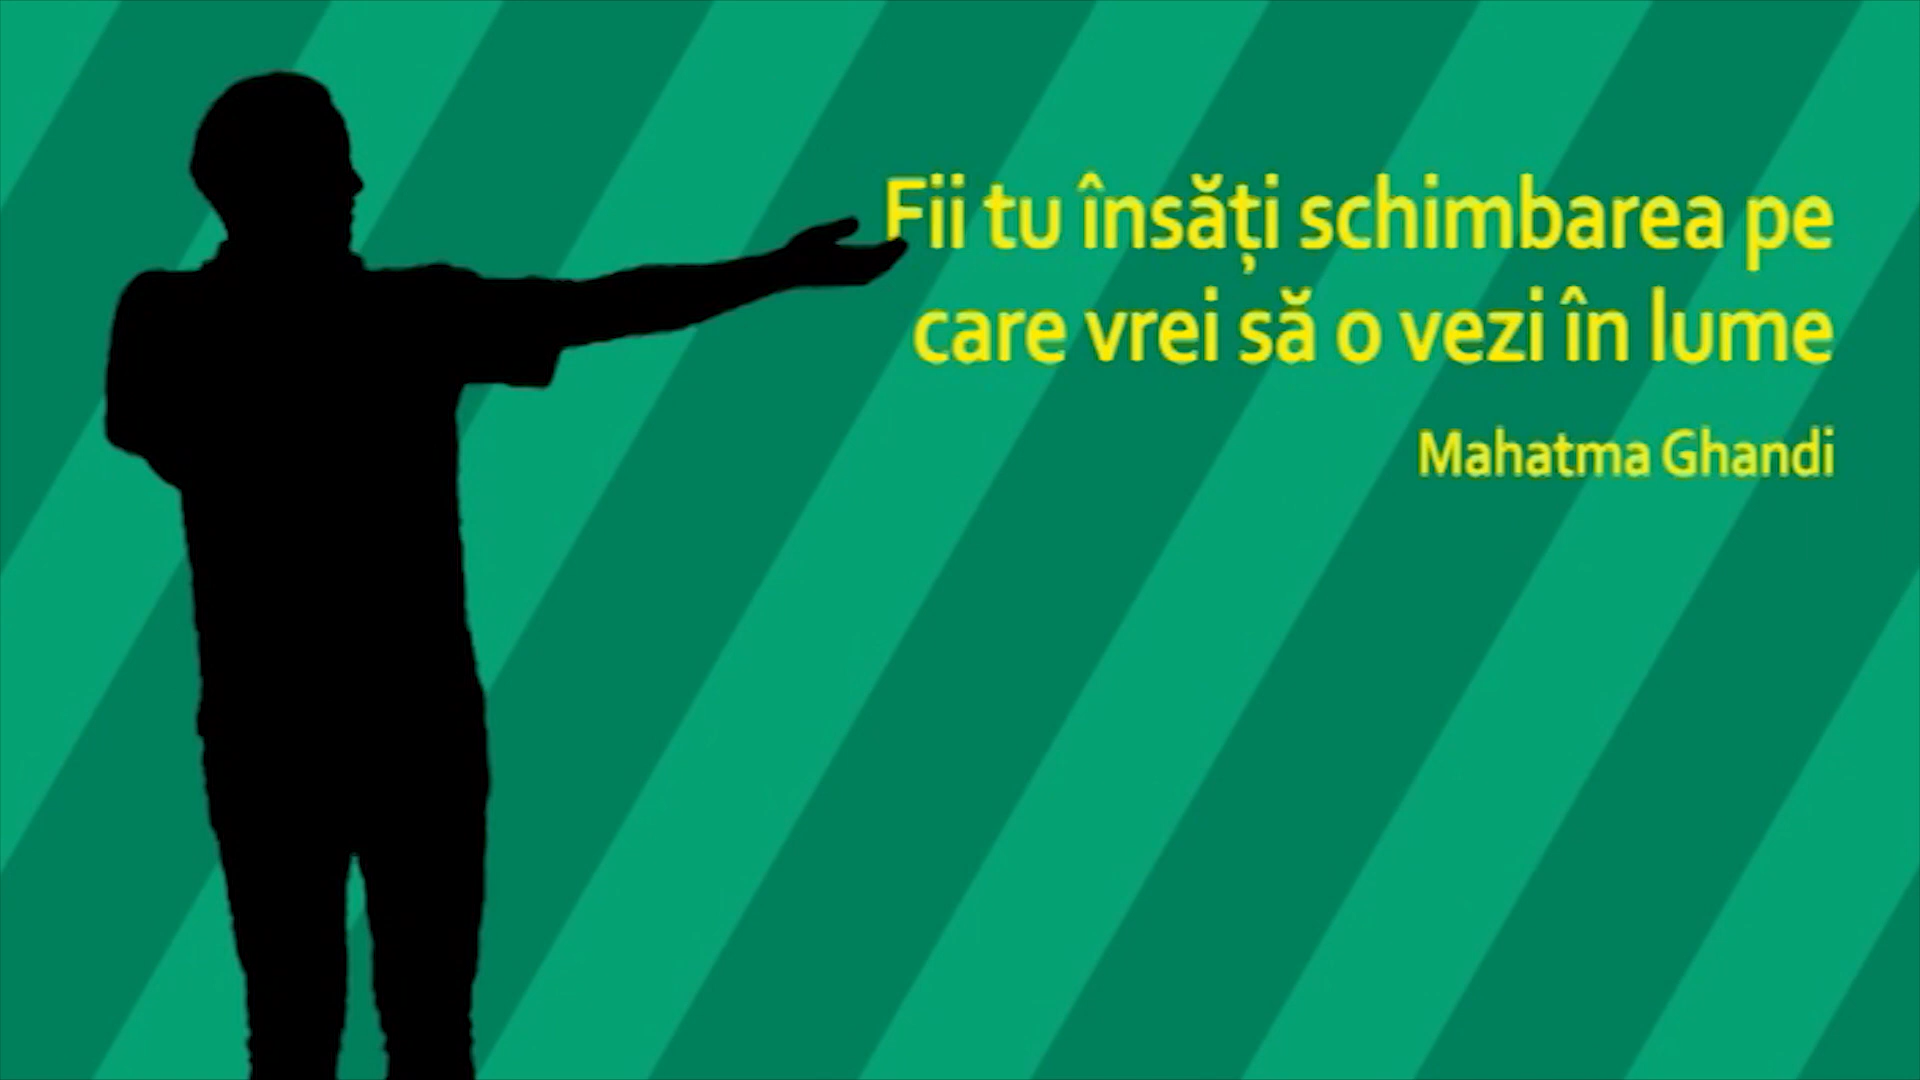 Fii tu însăți schimbarea pe
care vrei să o vezi în lume
Mahatma Ghandi